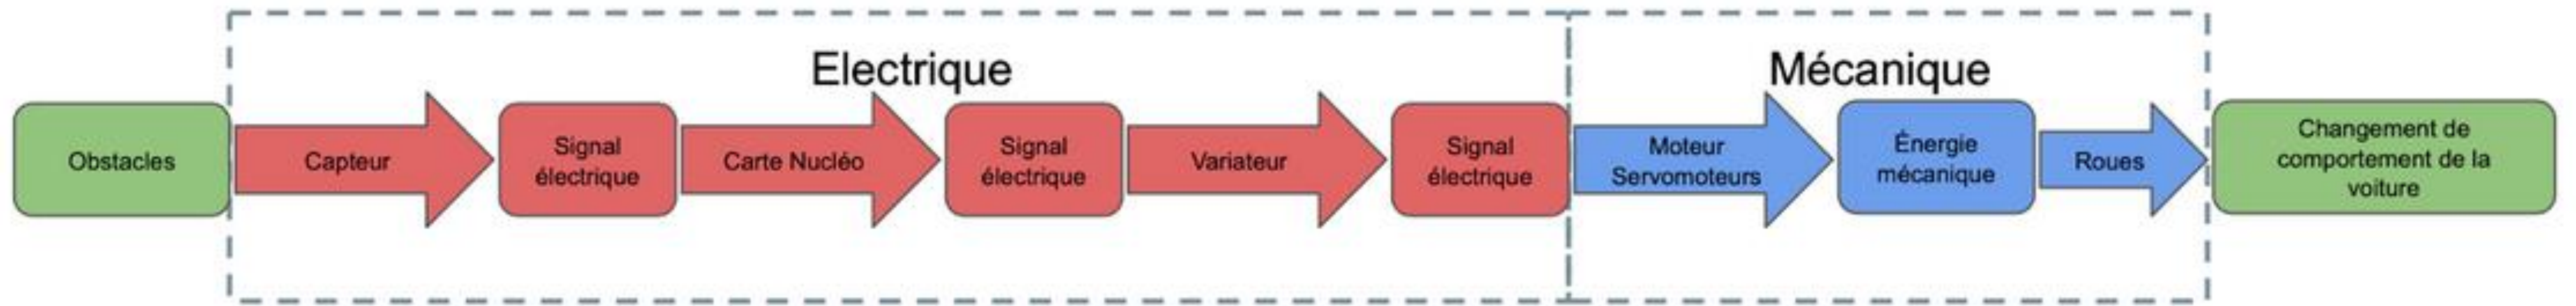 Electrique
Mécanique
Obstacles
Capteur
Signal
électrique
Carte Nucléo
Signal
électrique
Variateur
Signal
électrique
Moteur
Servomoteurs
Énergie
mécanique
Roues
Changement de
comportement de la
voiture